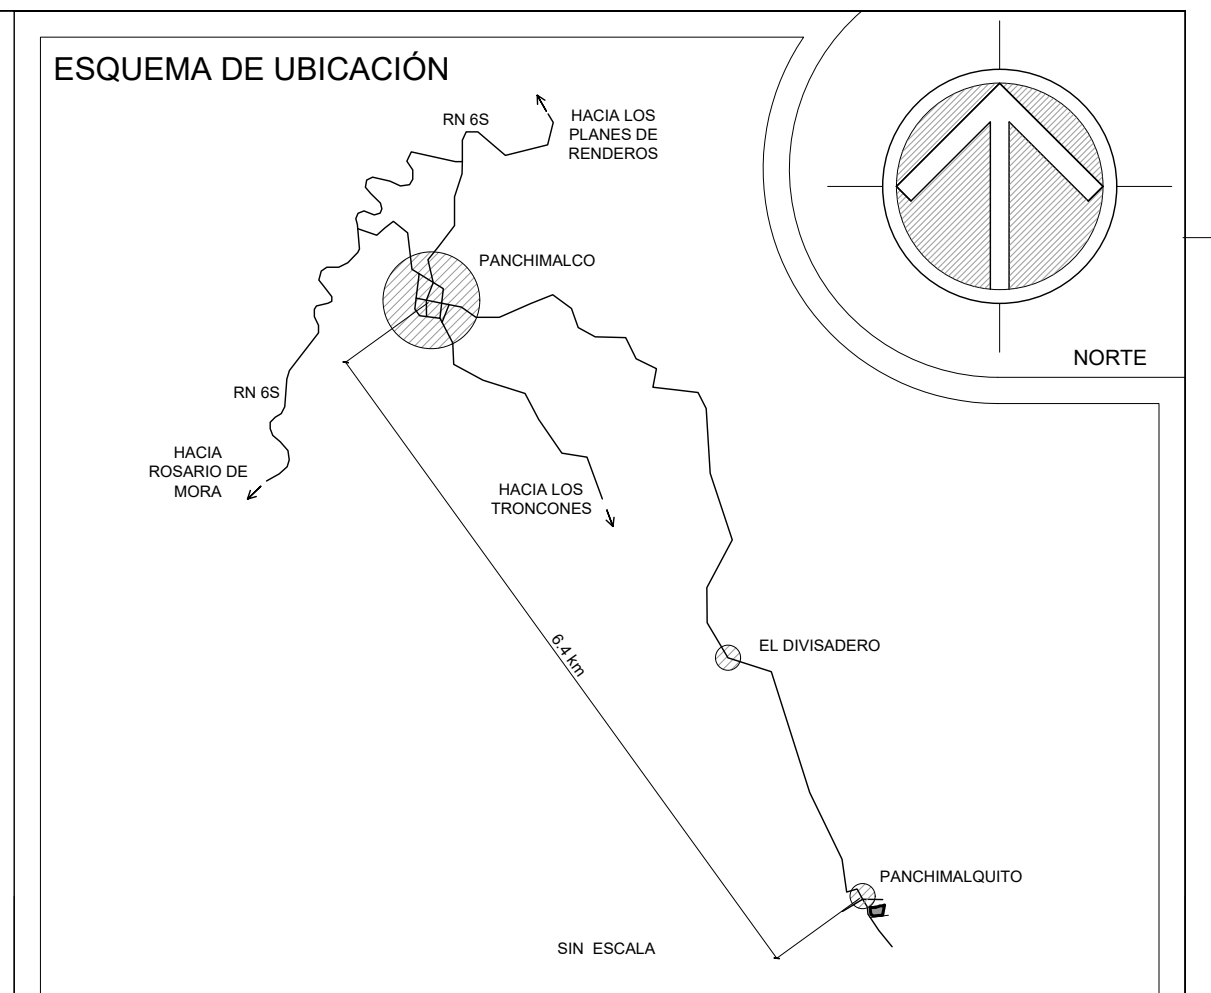 ESQUEMA DE UBICACIÓN
RN 6S
HACIA LOS
PLANES DE
RENDEROS
PANCHIMALCO
NORTE
RN 6S
HACIA
ROSARIO DE
MORA
HACIA LOS
TRONCONES
6.4 km
EL DIVISADERO
PANCHIMALQUITO
SIN ESCALA